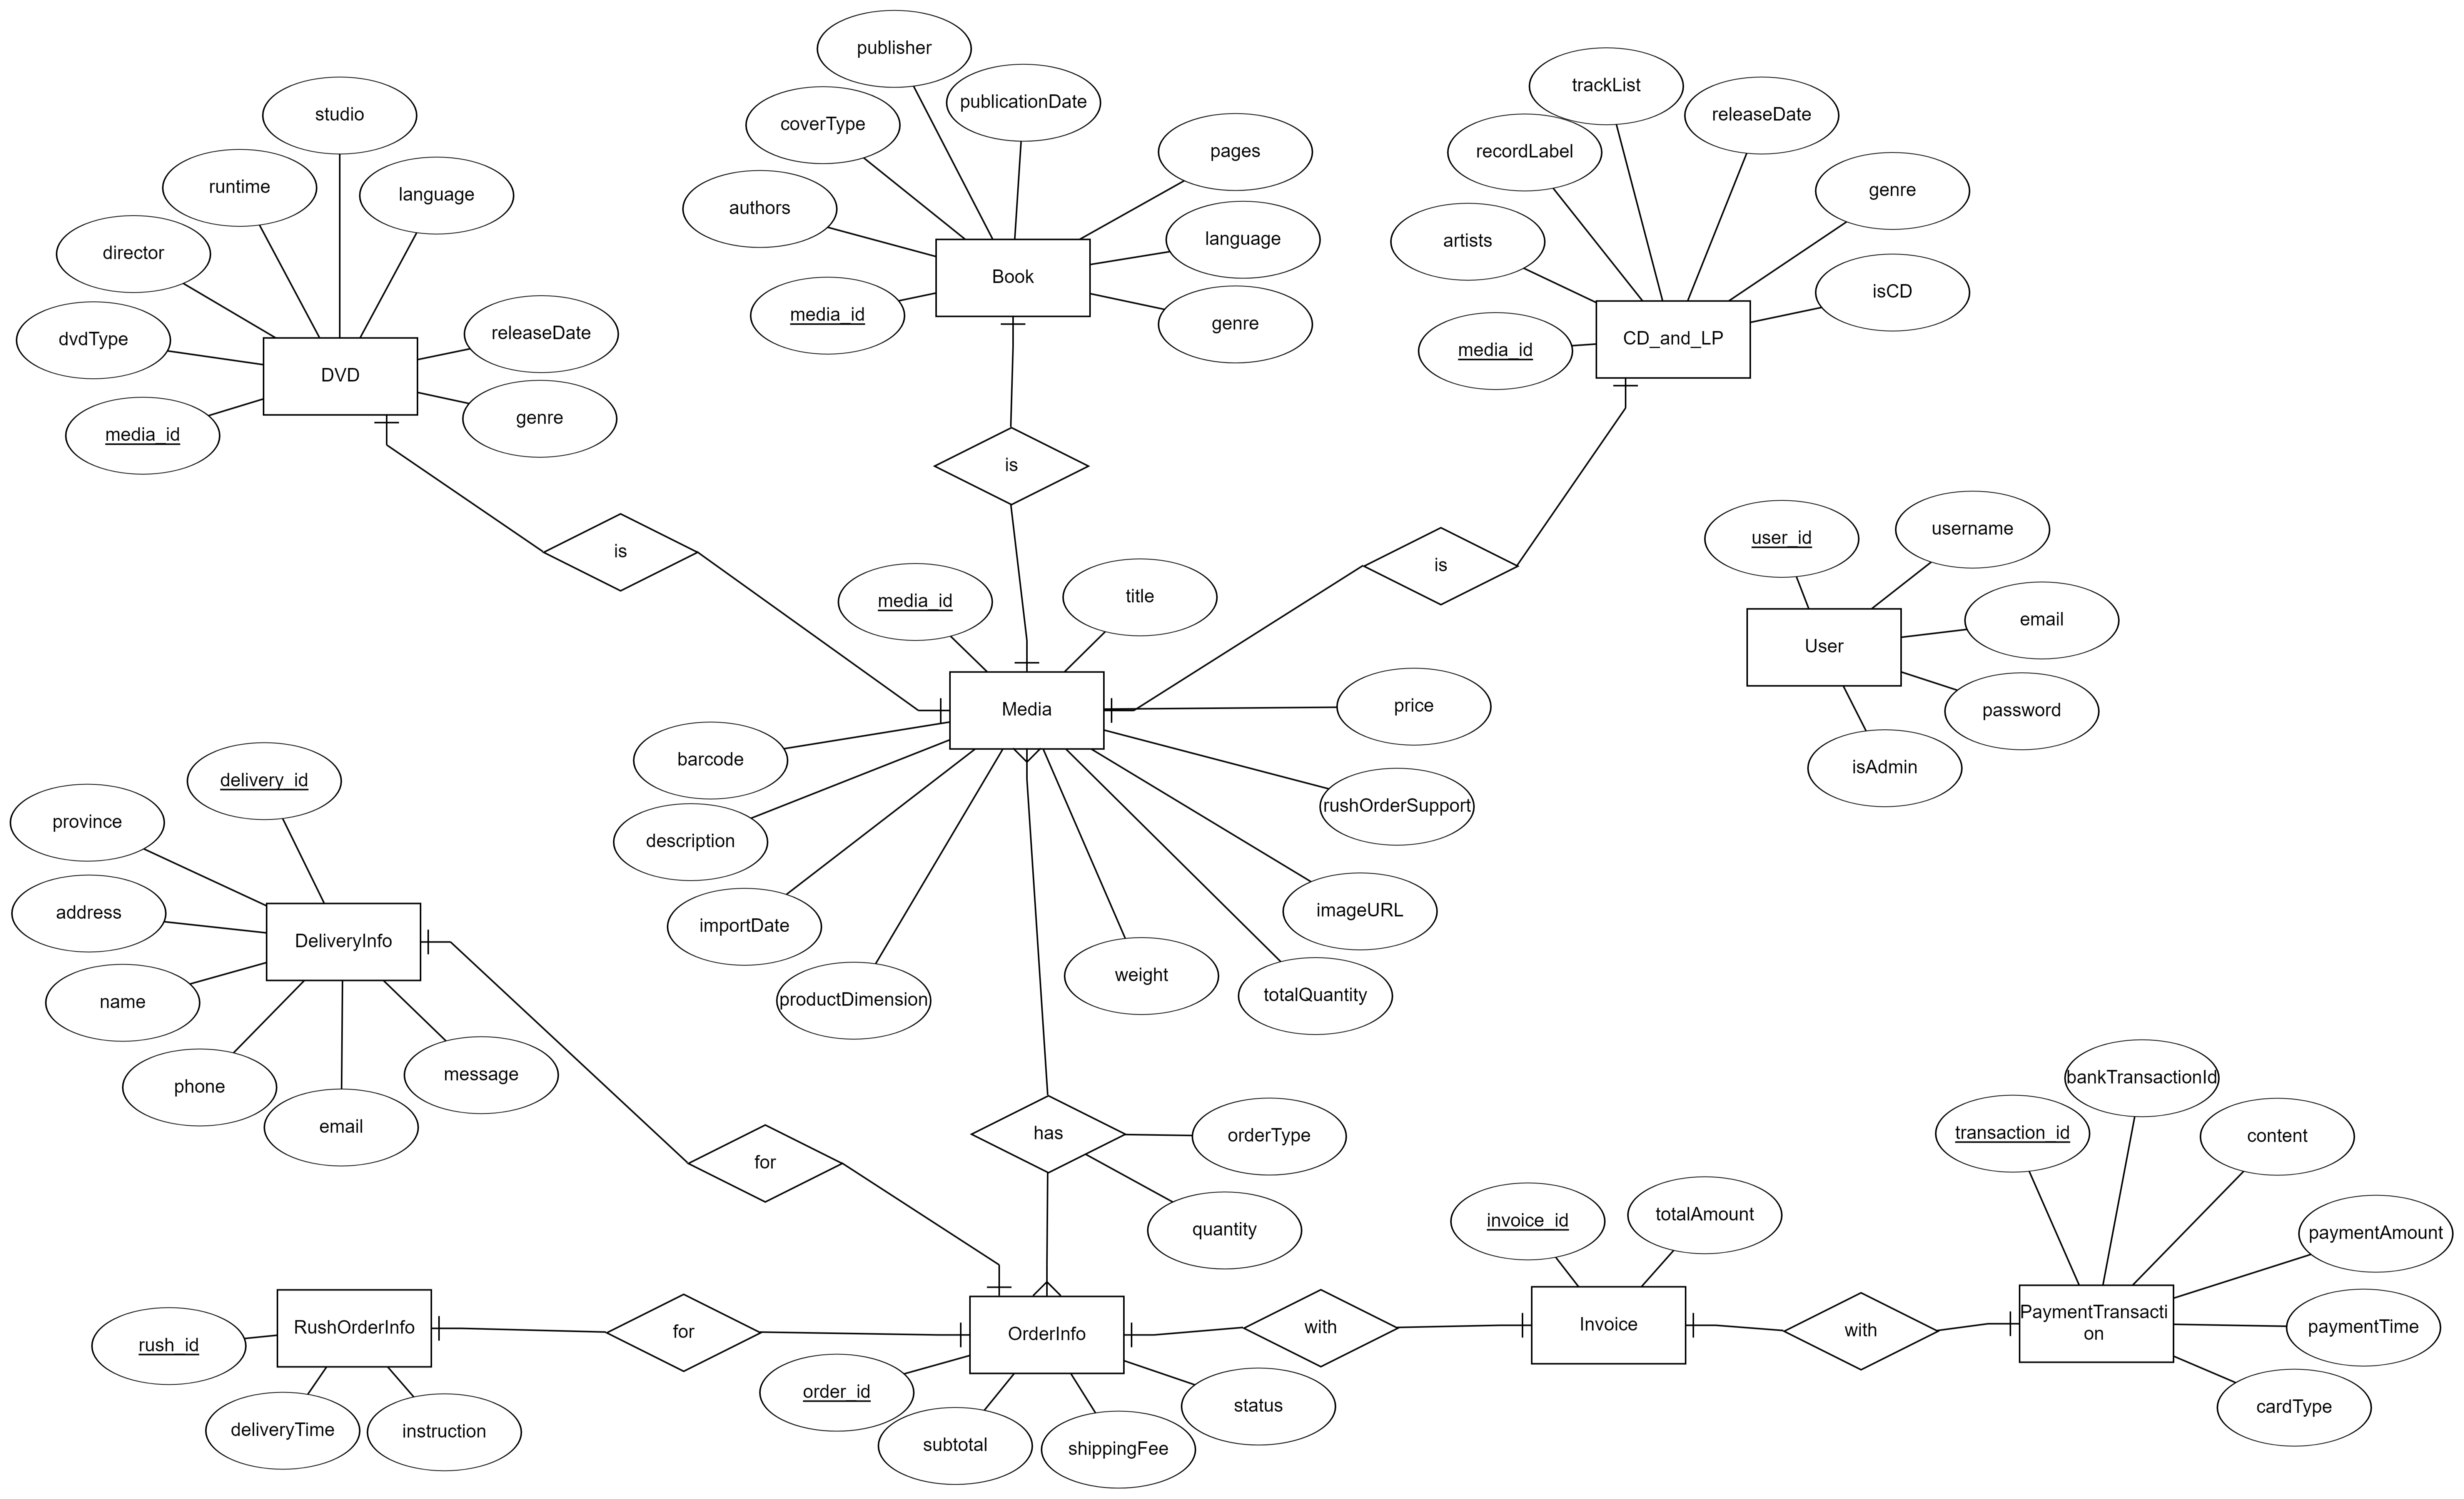 publisher
trackList
publicationDate
studio
releaseDate
coverType
pages
recordLabel
runtime
genre
language
authors
language
artists
director
Book
isCD
media_id
genre
releaseDate
dvdType
CD_and_LP
media_id
DVD
genre
media_id
is
username
user_id
is
is
title
media_id
email
User
price
Media
password
barcode
isAdmin
delivery_id
rushOrderSupport
province
description
imageURL
address
importDate
DeliveryInfo
weight
totalQuantity
productDimension
name
message
bankTransactionId
phone
email
has
orderType
transaction_id
content
for
totalAmount
invoice_id
quantity
paymentAmount
PaymentTransacti
on
RushOrderInfo
for
OrderInfo
with
Invoice
with
paymentTime
rush_id
order_id
status
cardType
deliveryTime
instruction
subtotal
shippingFee